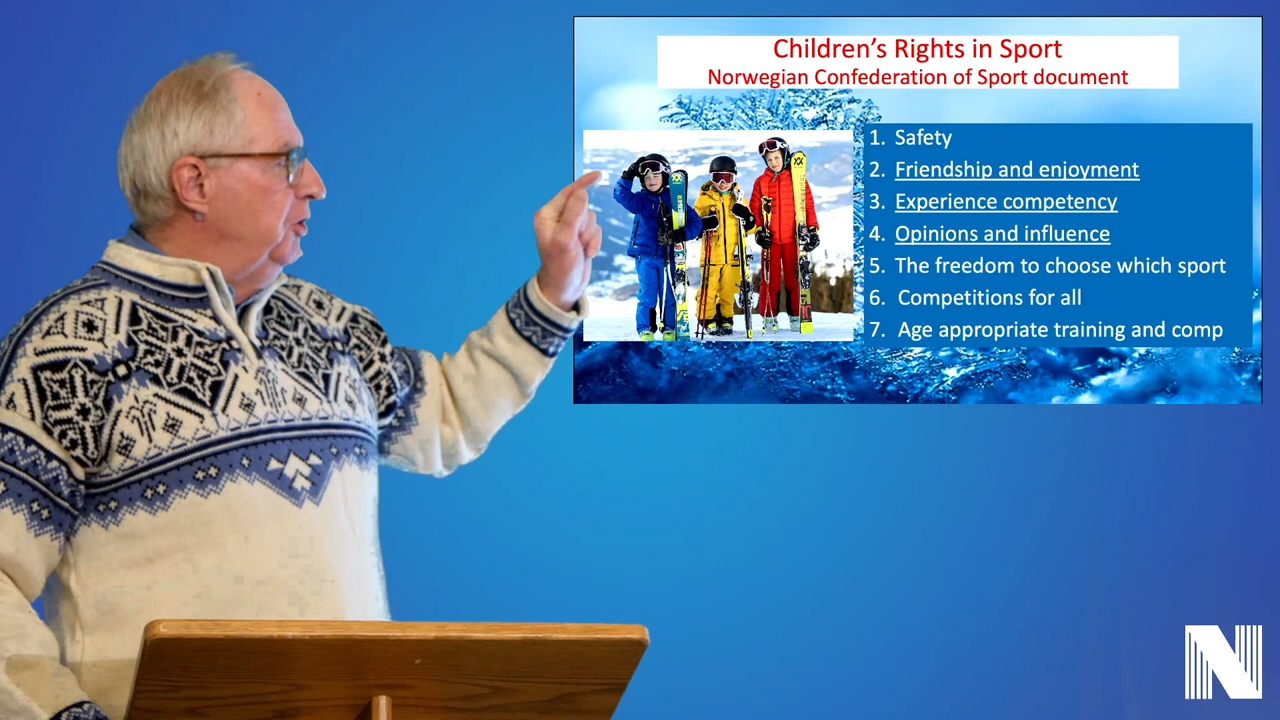 Children's Rights in Sport
Norwegian Confederation of Sport document
1. Safety
2. Friendship and enjoyment
3. Experience competency
4. Opinions and influence
5. The freedom to choose which sport
6. Competitions for all
7. Age appropriate training and comp
N